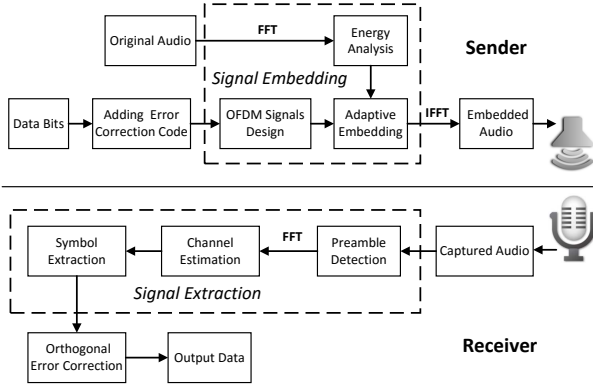 Original Audio
FFT
Energy
Analysis
Sender
Signal Embedding
Data Bits
Adding Error
Correction Code
OFDM Signals
Design
Adaptive
Embedding
IFFT
Embedded
Audio
Symbol
Extraction
Channel
Estimation
FFT
Preamble
Detection
Captured Audio
Signal Extraction
Orthogonal
Error Correction
Output Data
Receiver